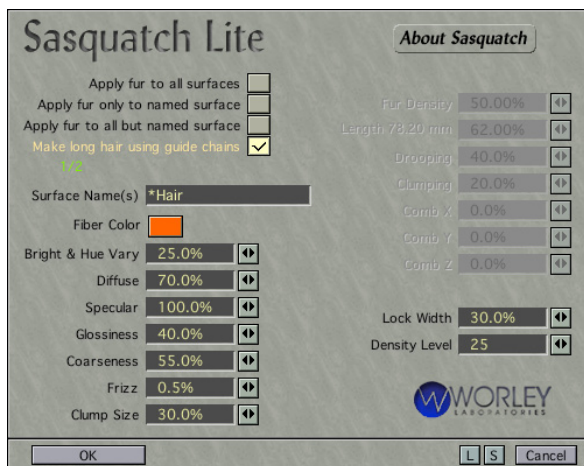 Sasquatch Lite
About Sasquatch
Apply fur to all surfaces
Apply fur only to named surface
Apply fur to all but named surface
Make long hair using guide chains
1/2
Surface Name(s) *Hair
Fiber Color
Bright & Hue Vary 25.0%
Diffuse 70.0%
Specular 100.0%
Glossiness 40.0%
Coarseness 55.0%
Frizz 0.5%
Clump Size 30.0%
Fur Density 50.00%
Length 78.20 mm 62.00%
Drooping 40.0%
Clumping 20.0%
Comb X 0.0%
Comb Y 0.0%
Comb Z 0.0%
Lock Width 30.0%
Density Level 25
WORLEY
LABORATORIES
OK
L S Cancel